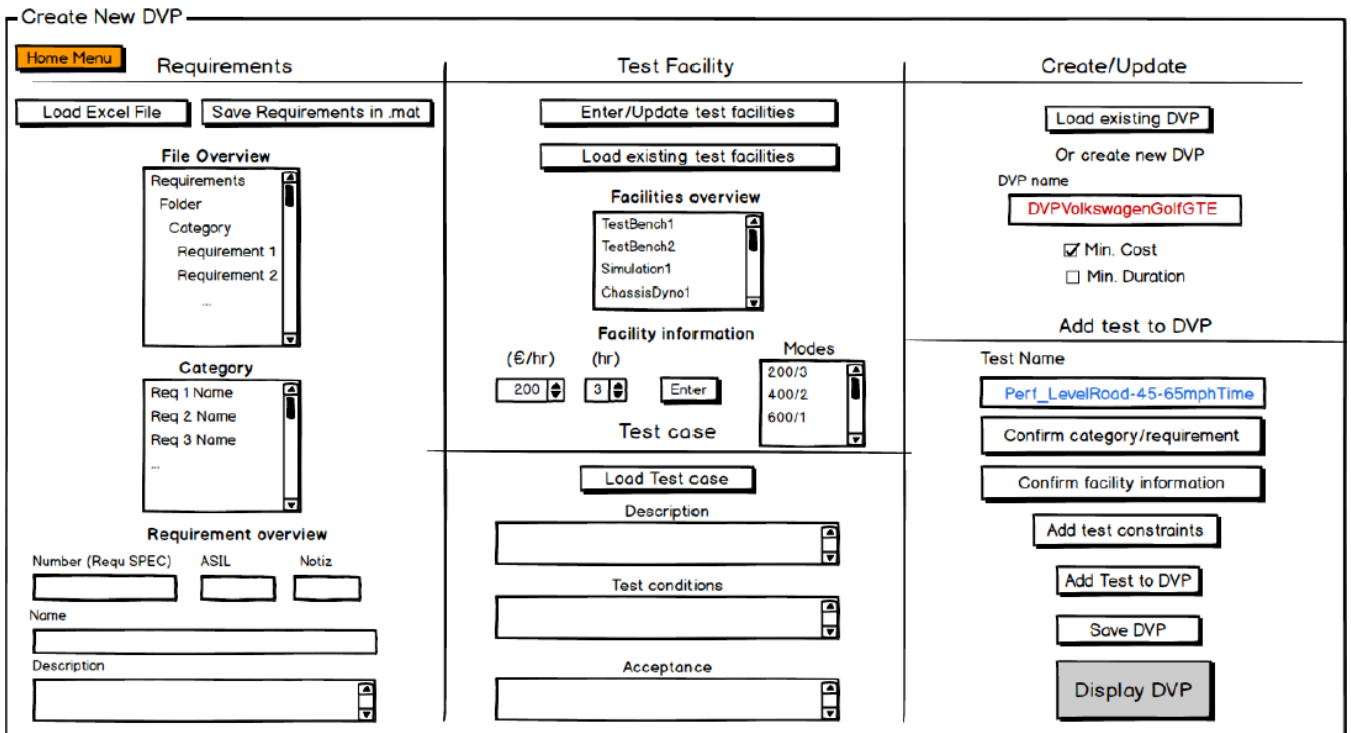 Create New DVP
Home Menu
Requirements
Load Excel File
Save Requirements in .mat
File Overview
Requirements
Folder
Category
Requirement 1
Requirement 2
...
Category
Req 1 Name
Req 2 Name
Req 3 Name
...
Requirement overview
Number (Requ SPEC)
ASIL
Notiz
Name
Description
Test Facility
Enter/Update test facilities
Load existing test facilities
Facilities overview
TestBench1
TestBench2
Simulation1
ChassisDyno1
Facility information
(€/hr)
(hr)
Modes
200
3
Enter
200/3
400/2
600/1
Test case
Load Test case
Description
Test conditions
Acceptance
Create/Update
Load existing DVP
Or create new DVP
DVP name
DVPVolkswagenGolfGTE
Min. Cost
Min. Duration
Add test to DVP
Test Name
Perf_LevelRoad-45-65mphTime
Confirm category/requirement
Confirm facility information
Add test constraints
Add Test to DVP
Save DVP
Display DVP